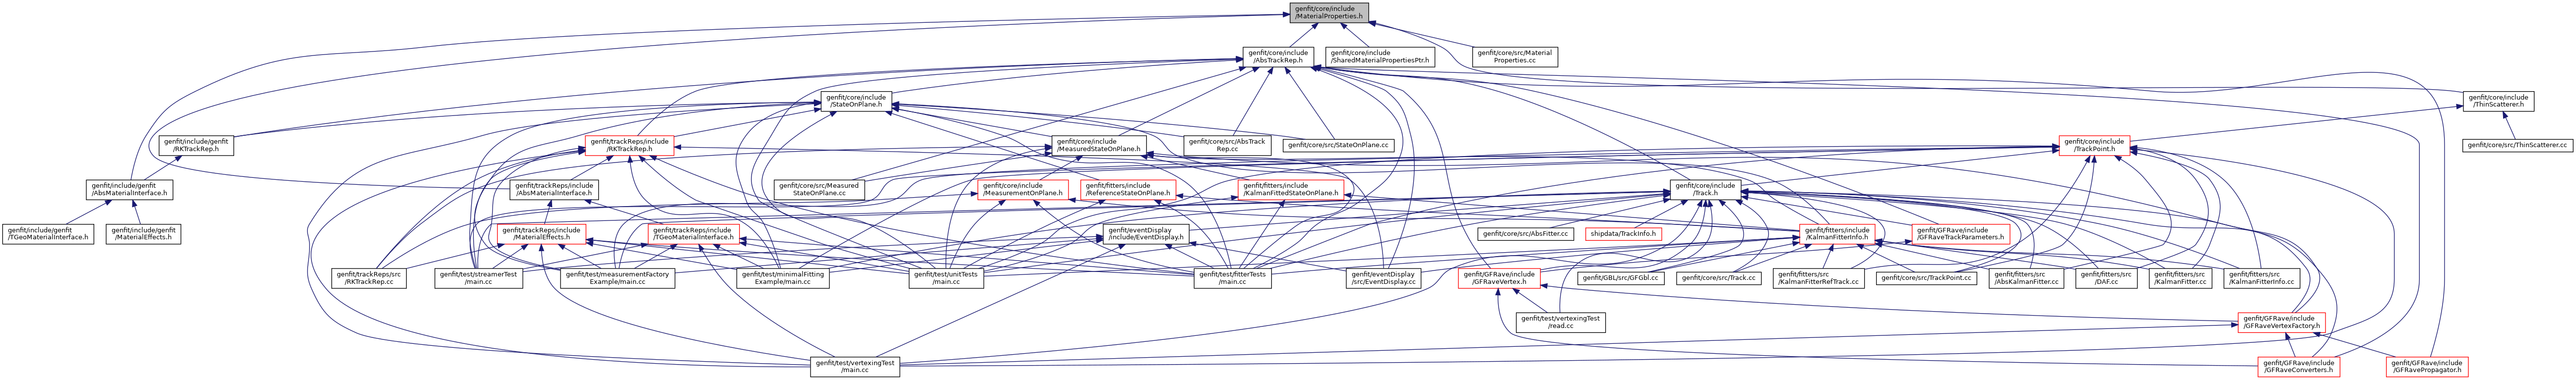 genfit/core/include
/MaterialProperties.h
genfit/core/include
/AbsTrackRep.h
genfit/core/include
/SharedMaterialPropertiesPtr.h
genfit/core/src/Material
Properties.cc
genfit/core/include
/StateOnPlane.h
genfit/core/include
/ThinScatterer.h
genfit/include/genfit
/RKTrackRep.h
genfit/trackReps/include
/RKTrackRep.h
genfit/core/include
/MeasuredStateOnPlane.h
genfit/core/src/AbsTrack
Rep.cc
genfit/core/src/StateOnPlane.cc
genfit/core/include
/TrackPoint.h
genfit/core/src/ThinScatterer.cc
genfit/include/genfit
/AbsMaterialInterface.h
genfit/trackReps/include
/AbsMaterialInterface.h
genfit/core/src/Measured
StateOnPlane.cc
genfit/core/include
/MeasurementOnPlane.h
genfit/fitters/include
/ReferenceStateOnPlane.h
genfit/fitters/include
/KalmanFittedStateOnPlane.h
genfit/core/include
/Track.h
genfit/include/genfit
/TGeoMaterialInterface.h
genfit/include/genfit
/MaterialEffects.h
genfit/trackReps/include
/MaterialEffects.h
genfit/trackReps/include
/TGeoMaterialInterface.h
genfit/eventDisplay
/include/EventDisplay.h
genfit/core/src/AbsFitter.cc
shipdata/TrackInfo.h
genfit/fitters/include
/KalmanFitterInfo.h
genfit/GFRave/include
/GFRaveTrackParameters.h
genfit/trackReps/src
/RKTrackRep.cc
genfit/test/streamerTest
/main.cc
genfit/test/measurementFactory
Example/main.cc
genfit/test/minimalFitting
Example/main.cc
genfit/test/unitTests
/main.cc
genfit/test/fitterTests
/main.cc
genfit/eventDisplay
/src/EventDisplay.cc
genfit/GFRave/include
/GFRaveVertex.h
genfit/GBL/src/GFGbl.cc
genfit/core/src/Track.cc
genfit/fitters/src
/KalmanFitterRefTrack.cc
genfit/core/src/TrackPoint.cc
genfit/fitters/src
/AbsKalmanFitter.cc
genfit/fitters/src
/DAF.cc
genfit/fitters/src
/KalmanFitter.cc
genfit/fitters/src
/KalmanFitterInfo.cc
genfit/test/vertexingTest
/read.cc
genfit/GFRave/include
/GFRaveVertexFactory.h
genfit/test/vertexingTest
/main.cc
genfit/GFRave/include
/GFRaveConverters.h
genfit/GFRave/include
/GFRavePropagator.h